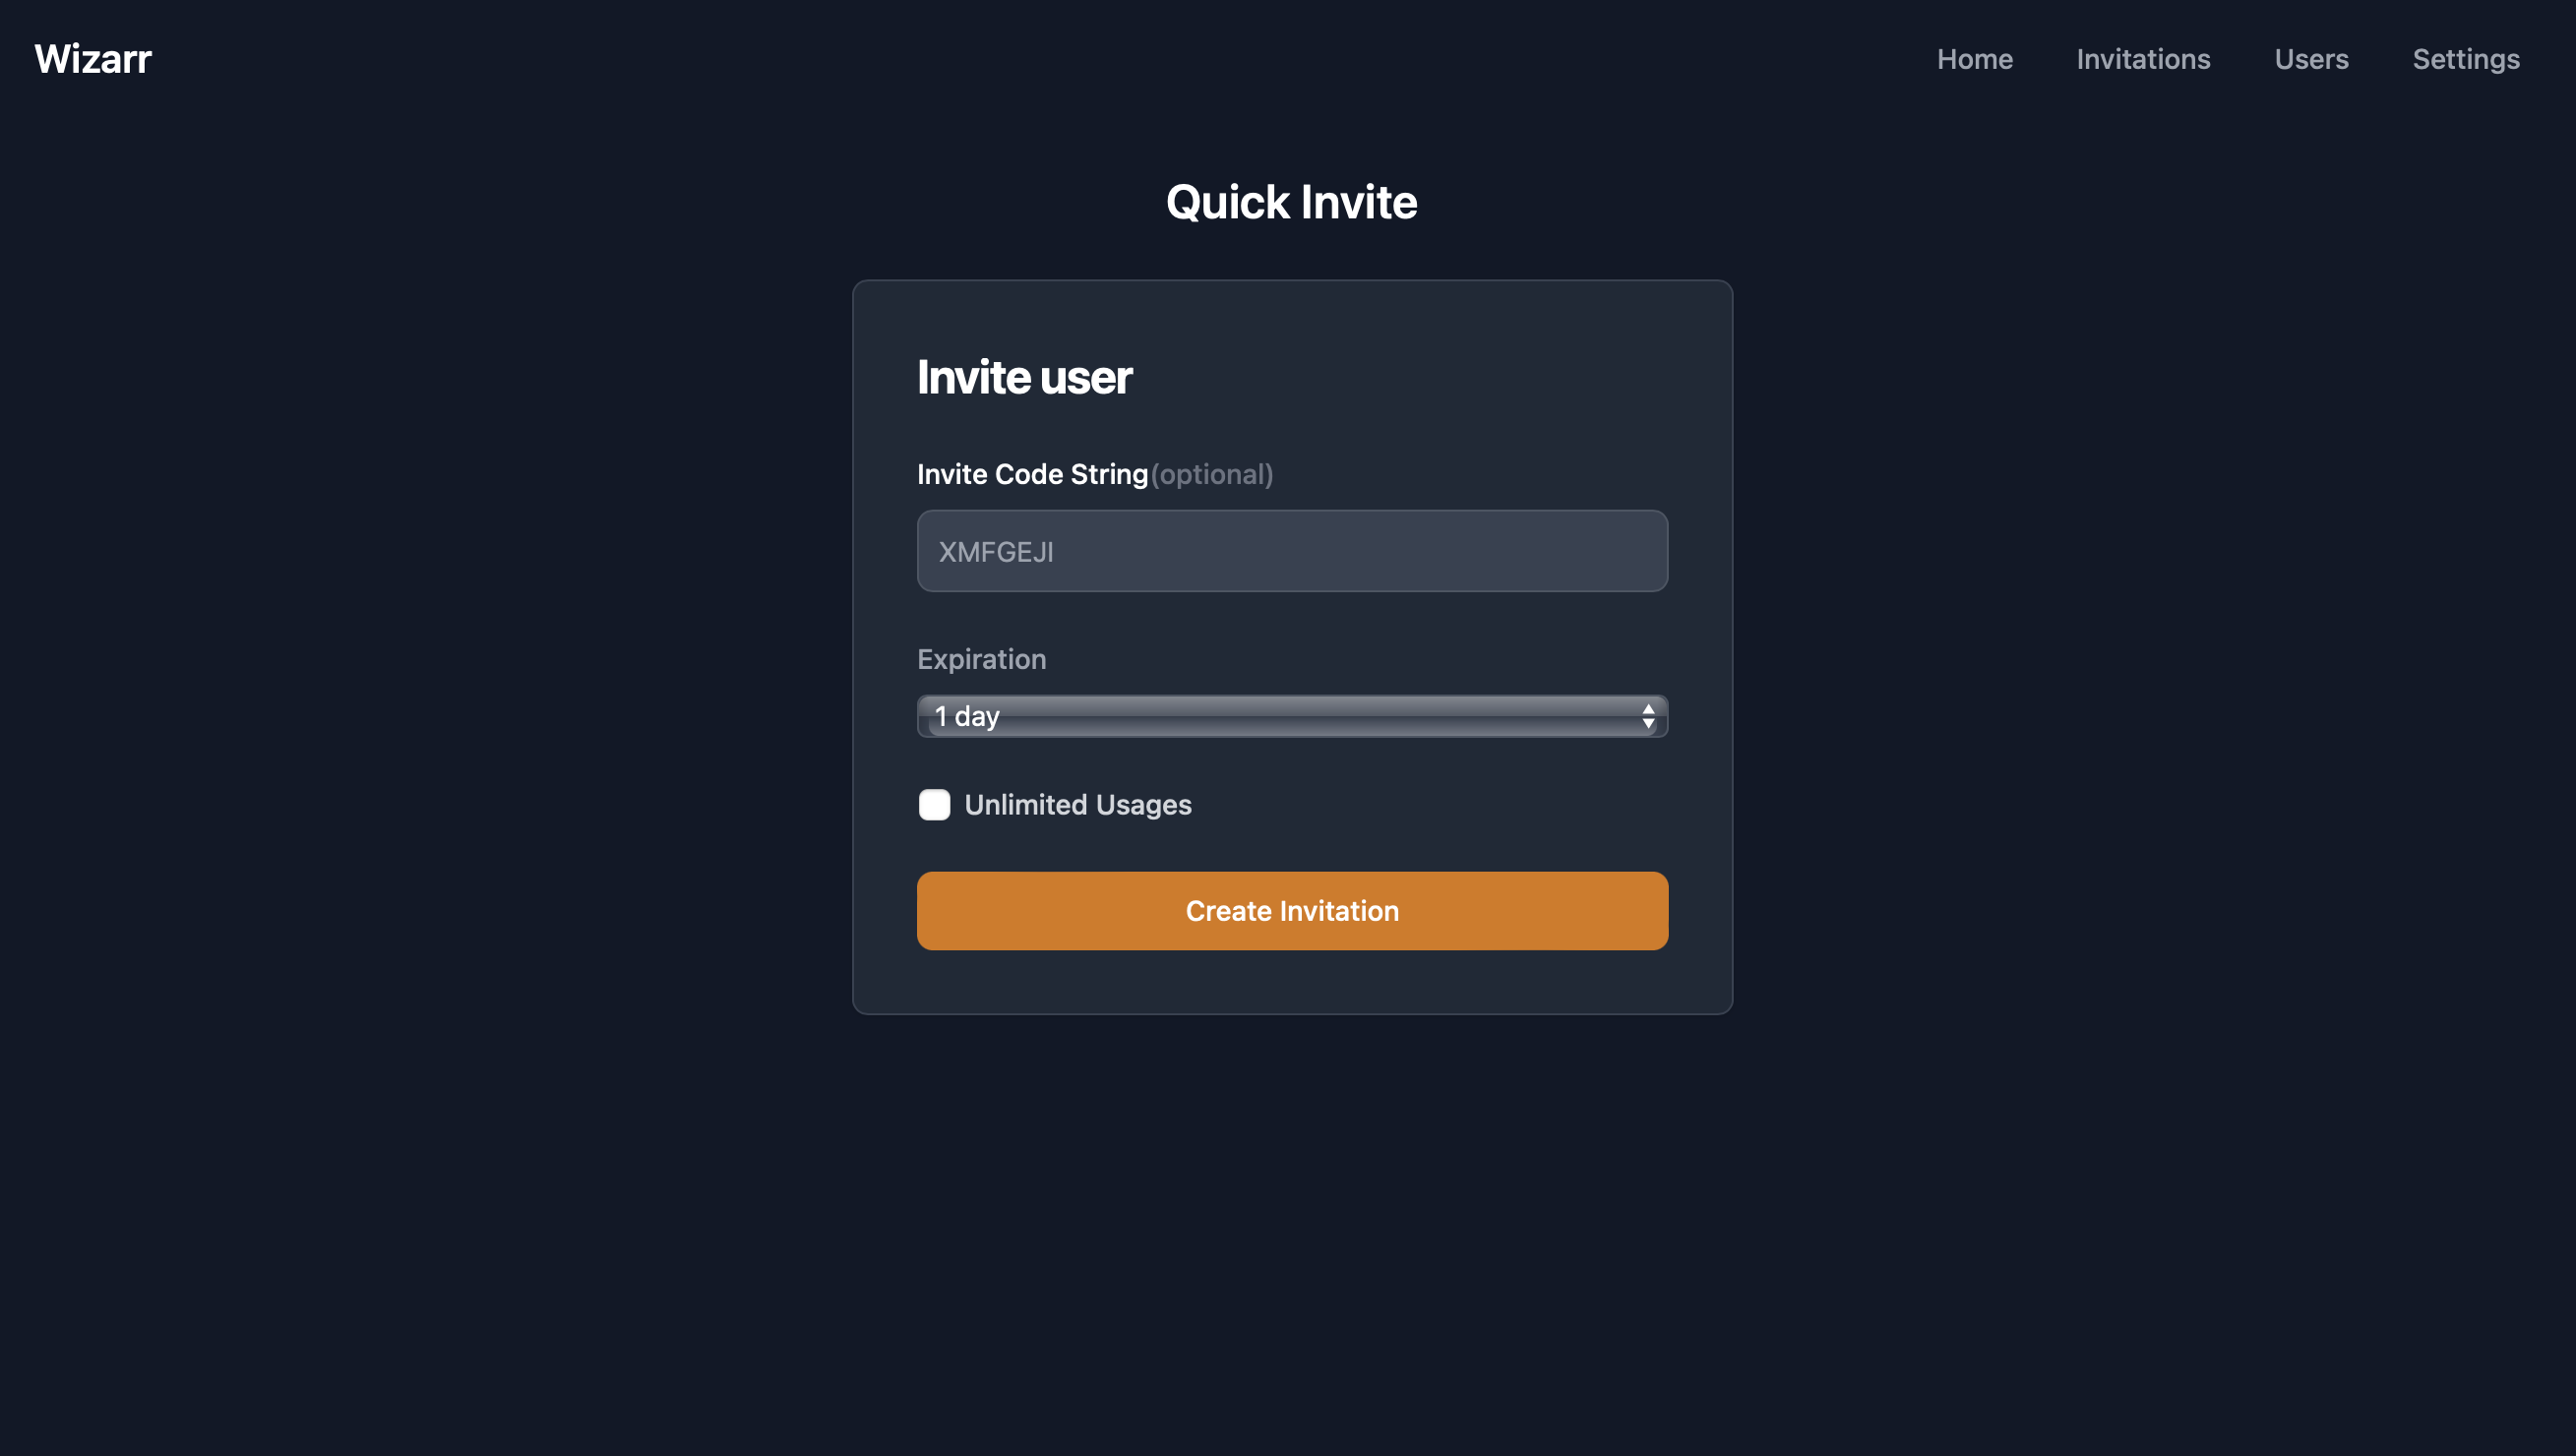 Wizarr
Home
Invitations
Users
Settings
Quick Invite
Invite user
Invite Code String(optional)
XMFGEJI
Expiration
1 day
Unlimited Usages
Create Invitation